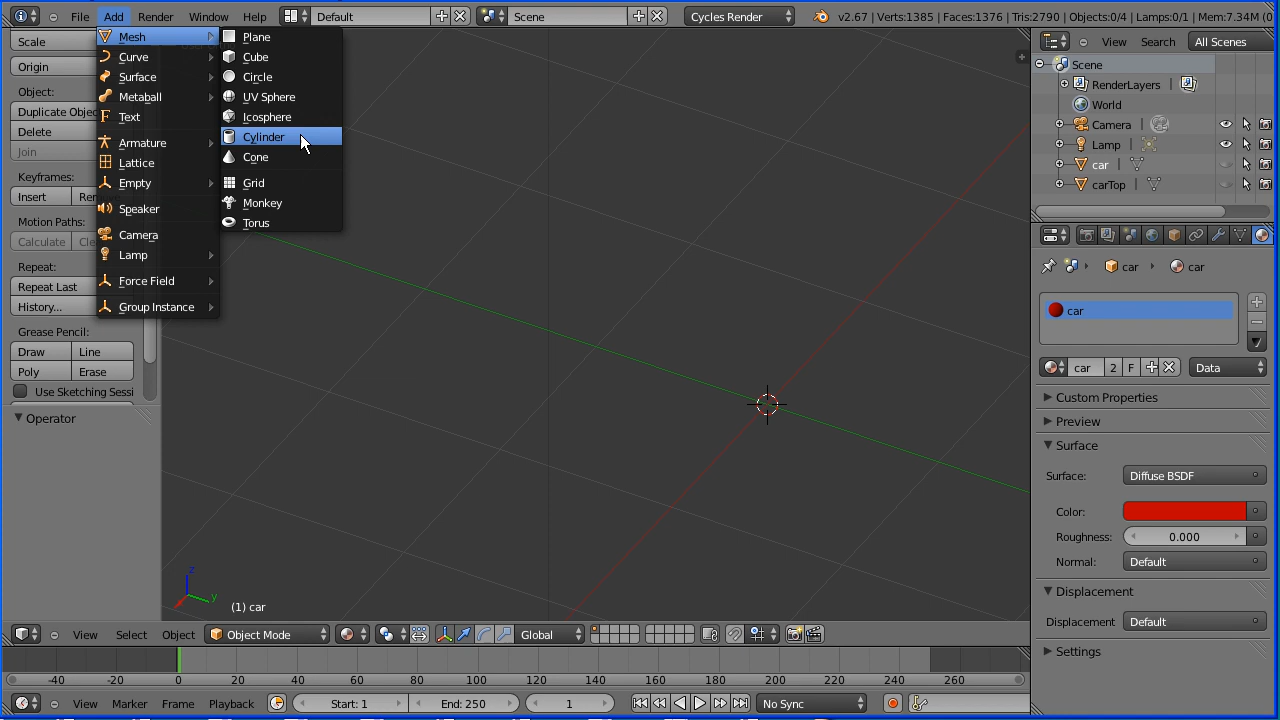 File Add Render Window Help Default Scene Cycles Render v2.67 | Verts:1385 | Faces:1376 | Tris:2790 | Objects:0/4 | Lamps:0/1 | Mem:7.34M (0
Scale
Origin
Object:
Duplicate Objec
Delete
Join
Keyframes:
Insert Re
Motion Paths:
Calculate Cle
Repeat:
Repeat Last
History...
Grease Pencil:
Draw Line
Poly Erase
Use Sketching Sessi
Operator
Mesh
Curve
Surface
Metaball
Text
Armature
Lattice
Empty
Speaker
Camera
Lamp
Force Field
Group Instance
Plane
Cube
Circle
UV Sphere
Icosphere
Cylinder
Cone
Grid
Monkey
Torus
z
y
(1) car
View Select Object Object Mode Global
View Search All Scenes
Scene
RenderLayers
World
Camera
Lamp
car
carTop
car car
car
car 2 F Data
Custom Properties
Preview
Surface
Surface: Diffuse BSDF
Color:
Roughness: 0.000
Normal: Default
Displacement
Displacement Default
Settings
-40 -20 0 20 40 60 80 100 120 140 160 180 200 220 240 260
View Marker Frame Playback Start: 1 End: 250 1 No Sync